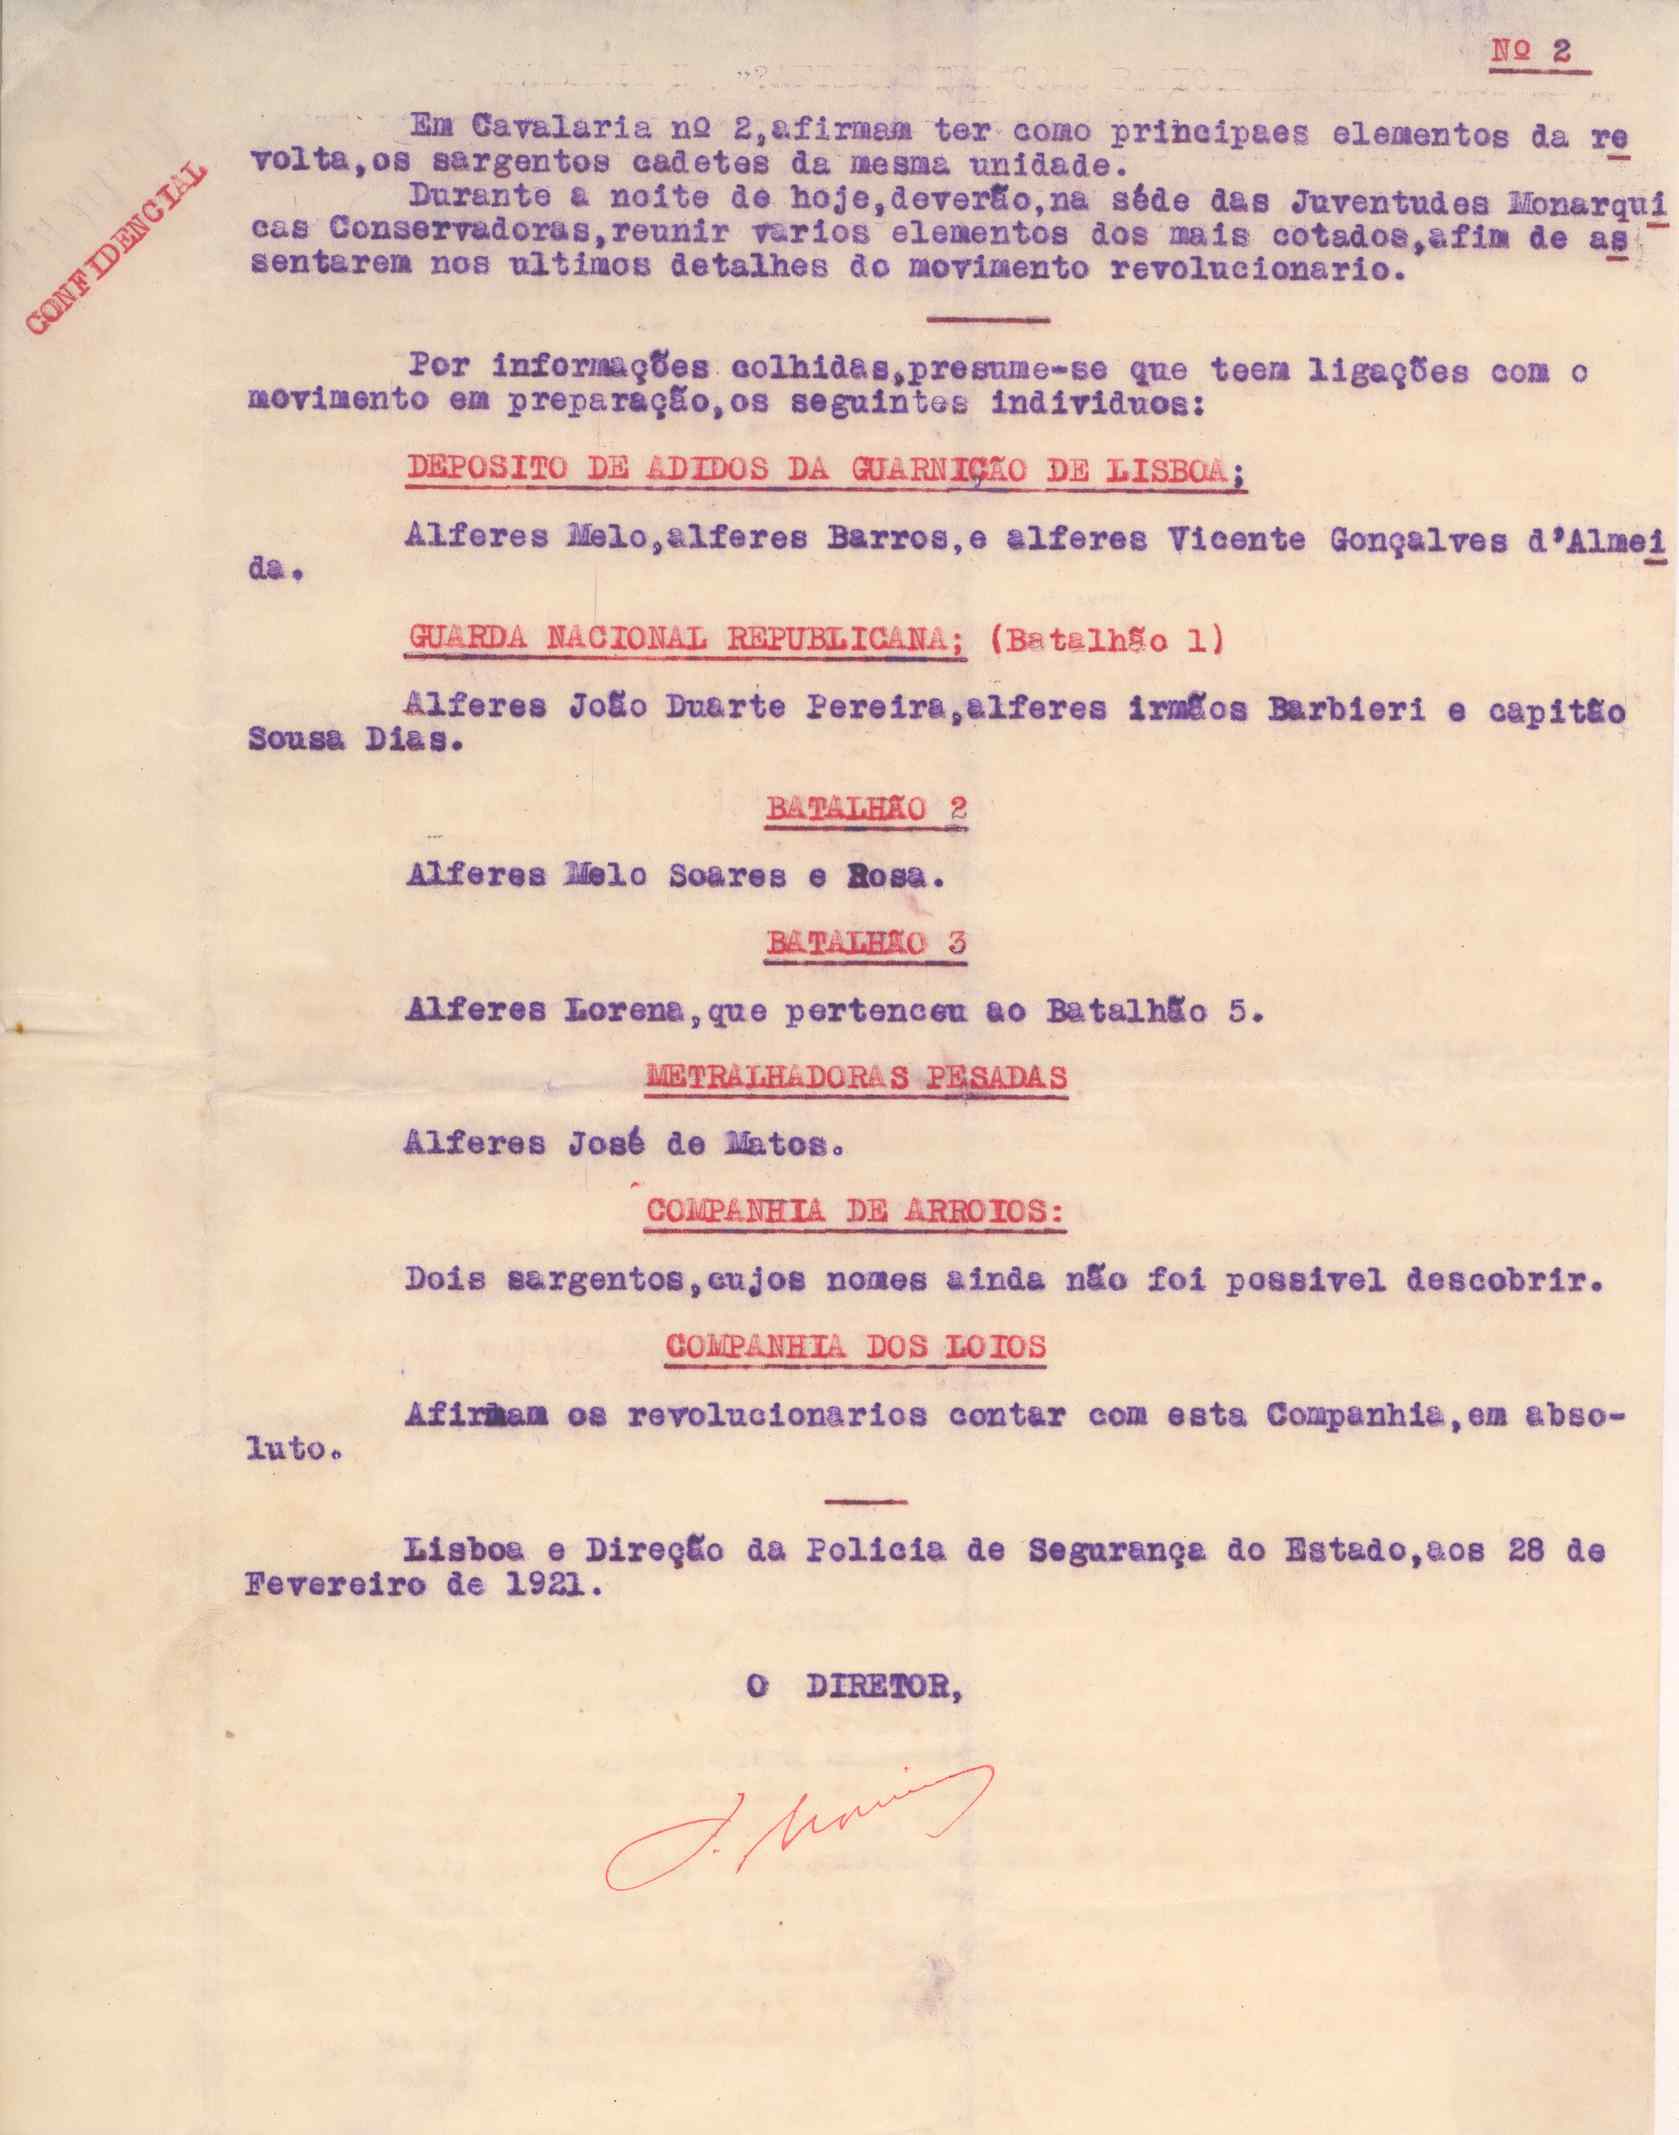 Nº 2
CONFIDENCIAL
Em Cavalaria nº 2,afirmam ter como principaes elementos da re
volta,os sargentos cadetes da mesma unidade.
Durante a noite de hoje,deverão,na séde das Juventudes Monarqui
cas Conservadoras,reunir varios elementos dos mais cotados,afim de as
sentarem nos ultimos detalhes do movimento revolucionario.
Por informações colhidas,presume-se que teem ligações com o
movimento em preparação,os seguintes individuos:
DEPOSITO DE ADIDOS DA GUARNIÇÃO DE LISBOA;
Alferes Melo,alferes Barros,e alferes Vicente Gonçalves d'Almei
da.
GUARDA NACIONAL REPUBLICANA; (Batalhão 1)
Alferes João Duarte Pereira,alferes irmãos Barbieri e capitão
Sousa Dias.
BATALHÃO 2
Alferes Melo Soares e Rosa.
BATALHÃO 3
Alferes Lorena,que pertenceu ao Batalhão 5.
METRALHADORAS PESADAS
Alferes José de Matos.
COMPANHIA DE ARROIOS:
Dois sargentos,cujos nomes ainda não foi possivel descobrir.
COMPANHIA DOS LOIOS
Afirmam os revolucionarios contar com esta Companhia,em abso-
luto.
Lisboa e Direção da Policia de Segurança do Estado,aos 28 de
Fevereiro de 1921.
O DIRETOR,